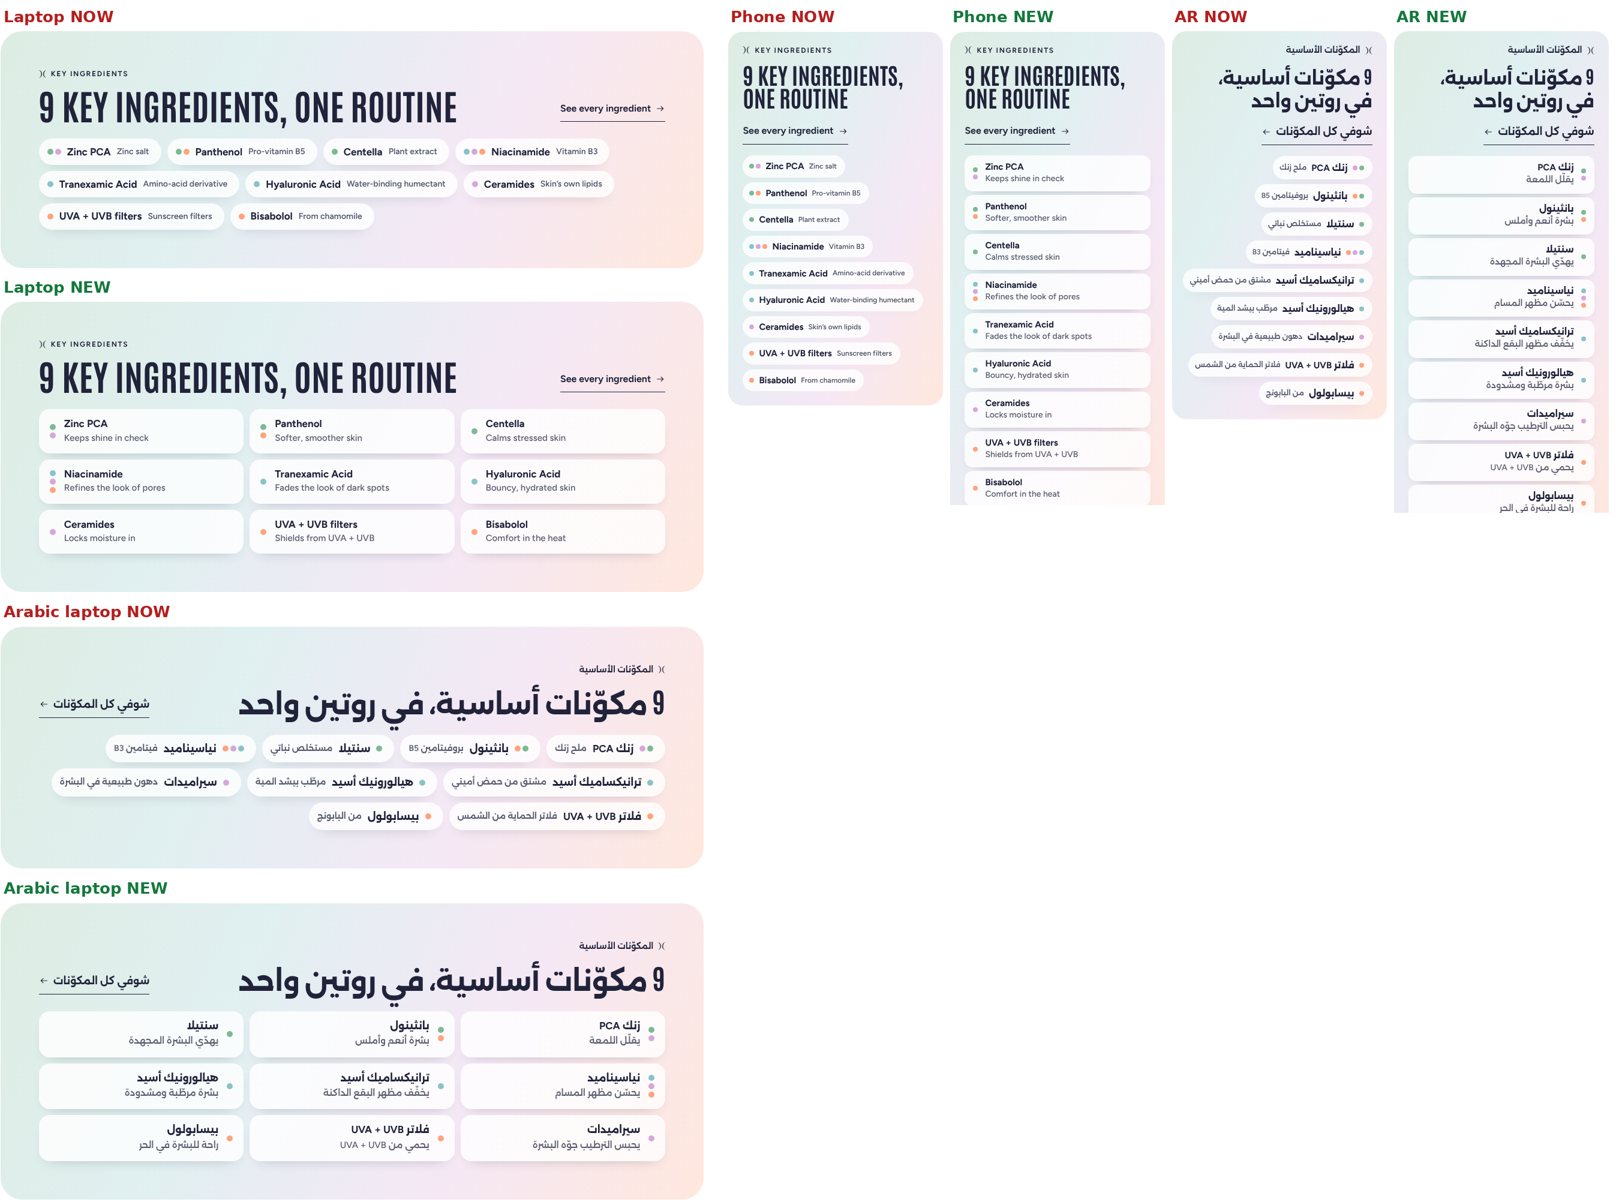 Laptop NOW
KEY INGREDIENTS
9 KEY INGREDIENTS, ONE ROUTINE
See every ingredient →
Zinc PCA Zinc salt
Panthenol Pro-vitamin B5
Centella Plant extract
Niacinamide Vitamin B3
Tranexamic Acid Amino-acid derivative
Hyaluronic Acid Water-binding humectant
Ceramides Skin's own lipids
UVA + UVB filters Sunscreen filters
Bisabolol From chamomile
Laptop NEW
KEY INGREDIENTS
9 KEY INGREDIENTS, ONE ROUTINE
See every ingredient →
Zinc PCA
Keeps shine in check
Panthenol
Softer, smoother skin
Centella
Calms stressed skin
Niacinamide
Refines the look of pores
Tranexamic Acid
Fades the look of dark spots
Hyaluronic Acid
Bouncy, hydrated skin
Ceramides
Locks moisture in
UVA + UVB filters
Shields from UVA + UVB
Bisabolol
Comfort in the heat
Arabic laptop NOW
المكوّنات الأساسية
9 مكوّنات أساسية، في روتين واحد
شوفي كل المكوّنات ←
زنك PCA ملح زنك
بانثينول بروفيتامين B5
سنتيلا مستخلص نباتي
نياسيناميد فيتامين B3
ترانيكساميك أسيد مشتق من حمض أميني
هيالورونيك أسيد مرطّب بيشد المية
سيراميدات دهون طبيعية في البشرة
فلاتر UVA + UVB فلاتر الحماية من الشمس
بيسابولول من البابونج
Arabic laptop NEW
المكوّنات الأساسية
9 مكوّنات أساسية، في روتين واحد
شوفي كل المكوّنات ←
زنك PCA
يقلّل اللمعة
بانثينول
بشرة أنعم وأملس
سنتيلا
يهدّي البشرة المجهدة
نياسيناميد
يحسّن مظهر المسام
ترانيكساميك أسيد
يخفّف مظهر البقع الداكنة
هيالورونيك أسيد
بشرة مرطّبة ومشدودة
سيراميدات
يحبس الترطيب جوّه البشرة
فلاتر UVA + UVB
يحمي من UVA + UVB
بيسابولول
راحة للبشرة في الحر
Phone NOW
KEY INGREDIENTS
9 KEY INGREDIENTS,
ONE ROUTINE
See every ingredient →
Zinc PCA Zinc salt
Panthenol Pro-vitamin B5
Centella Plant extract
Niacinamide Vitamin B3
Tranexamic Acid Amino-acid derivative
Hyaluronic Acid Water-binding humectant
Ceramides Skin's own lipids
UVA + UVB filters Sunscreen filters
Bisabolol From chamomile
Phone NEW
KEY INGREDIENTS
9 KEY INGREDIENTS,
ONE ROUTINE
See every ingredient →
Zinc PCA
Keeps shine in check
Panthenol
Softer, smoother skin
Centella
Calms stressed skin
Niacinamide
Refines the look of pores
Tranexamic Acid
Fades the look of dark spots
Hyaluronic Acid
Bouncy, hydrated skin
Ceramides
Locks moisture in
UVA + UVB filters
Shields from UVA + UVB
Bisabolol
Comfort in the heat
AR NOW
المكوّنات الأساسية
9 مكوّنات أساسية،
في روتين واحد
شوفي كل المكوّنات ←
زنك PCA ملح زنك
بانثينول بروفيتامين B5
سنتيلا مستخلص نباتي
نياسيناميد فيتامين B3
ترانيكساميك أسيد مشتق من حمض أميني
هيالورونيك أسيد مرطّب بيشد المية
سيراميدات دهون طبيعية في البشرة
فلاتر UVA + UVB فلاتر الحماية من الشمس
بيسابولول من البابونج
AR NEW
المكوّنات الأساسية
9 مكوّنات أساسية،
في روتين واحد
شوفي كل المكوّنات ←
زنك PCA
يقلّل اللمعة
بانثينول
بشرة أنعم وأملس
سنتيلا
يهدّي البشرة المجهدة
نياسيناميد
يحسّن مظهر المسام
ترانيكساميك أسيد
يخفّف مظهر البقع الداكنة
هيالورونيك أسيد
بشرة مرطّبة ومشدودة
سيراميدات
يحبس الترطيب جوّه البشرة
فلاتر UVA + UVB
يحمي من UVA + UVB
بيسابولول
راحة للبشرة في الحر